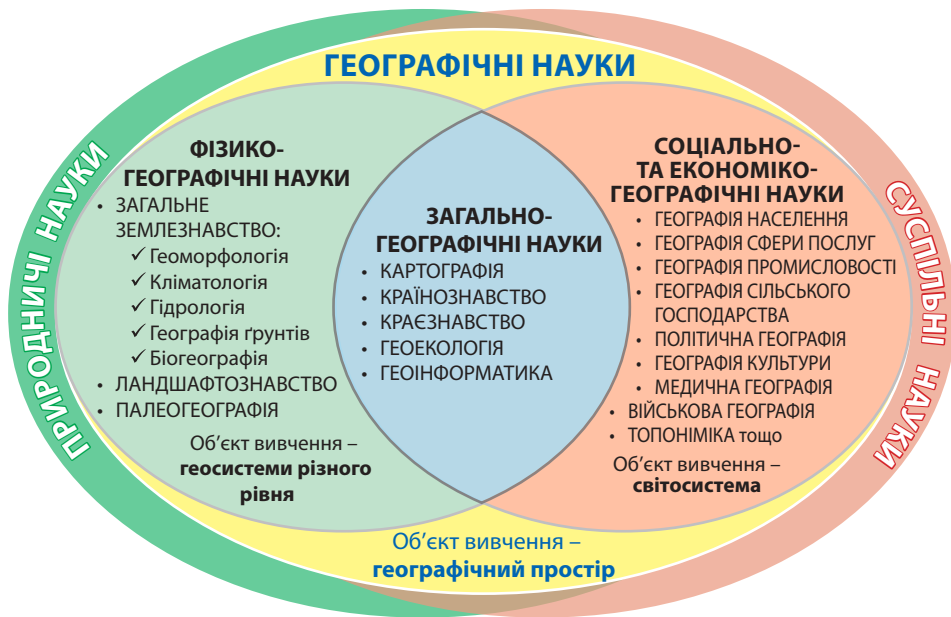 ГЕОГРАФІЧНІ НАУКИ
ПРИРОДНИЧІ НАУКИ
ФІЗИКО-
ГЕОГРАФІЧНІ НАУКИ
• ЗАГАЛЬНЕ
ЗЕМЛЕЗНАВСТВО:
✓ Геоморфологія
✓ Кліматологія
✓ Гідрологія
✓ Географія ґрунтів
✓ Біогеографія
• ЛАНДШАФТОЗНАВСТВО
• ПАЛЕОГЕОГРАФІЯ
Об’єкт вивчення –
геосистеми різного
рівня
ЗАГАЛЬНО-
ГЕОГРАФІЧНІ НАУКИ
• КАРТОГРАФІЯ
• КРАЇНОЗНАВСТВО
• КРАЄЗНАВСТВО
• ГЕОЕКОЛОГІЯ
• ГЕОІНФОРМАТИКА
СОЦІАЛЬНО-
ТА ЕКОНОМІКО-
ГЕОГРАФІЧНІ НАУКИ
• ГЕОГРАФІЯ НАСЕЛЕННЯ
• ГЕОГРАФІЯ СФЕРИ ПОСЛУГ
• ГЕОГРАФІЯ ПРОМИСЛОВОСТІ
• ГЕОГРАФІЯ СІЛЬСЬКОГО
ГОСПОДАРСТВА
• ПОЛІТИЧНА ГЕОГРАФІЯ
• ГЕОГРАФІЯ КУЛЬТУРИ
• МЕДИЧНА ГЕОГРАФІЯ
• ВІЙСЬКОВА ГЕОГРАФІЯ
• ТОПОНІМІКА тощо
Об’єкт вивчення –
світосистема
СУСПІЛЬНІ НАУКИ
Об’єкт вивчення –
географічний простір